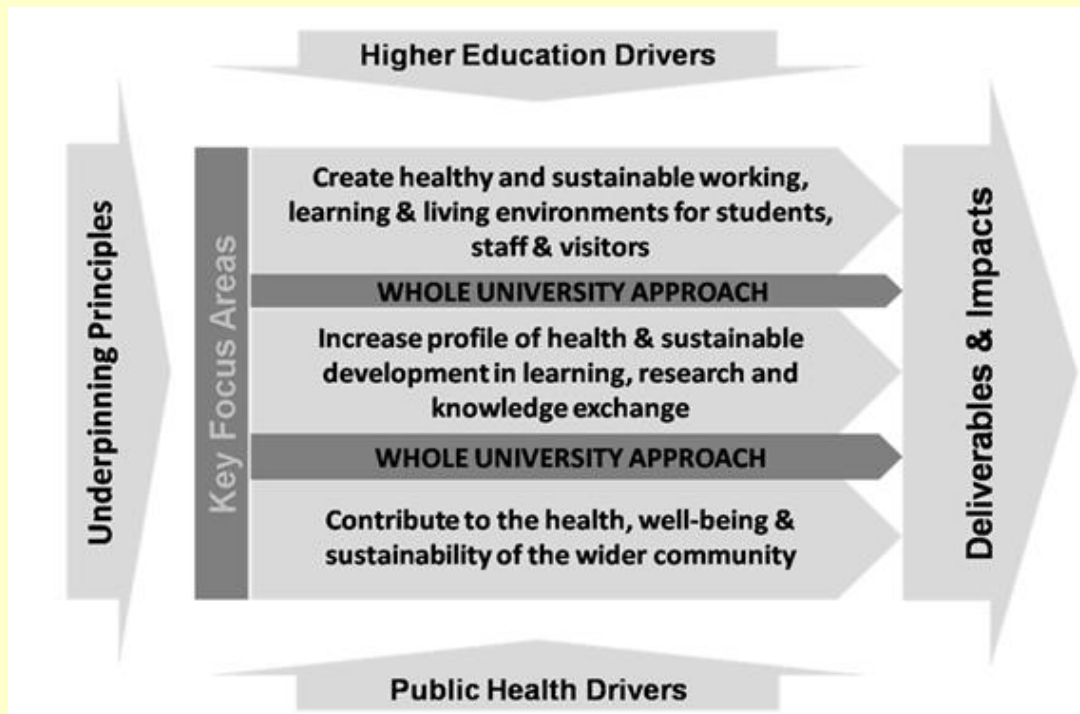 Higher Education Drivers
Underpinning Principles
Key Focus Areas
Create healthy and sustainable working,
learning & living environments for students,
staff & visitors
WHOLE UNIVERSITY APPROACH
Increase profile of health & sustainable
development in learning, research and
knowledge exchange
WHOLE UNIVERSITY APPROACH
Contribute to the health, well-being &
sustainability of the wider community
Deliverables & Impacts
Public Health Drivers